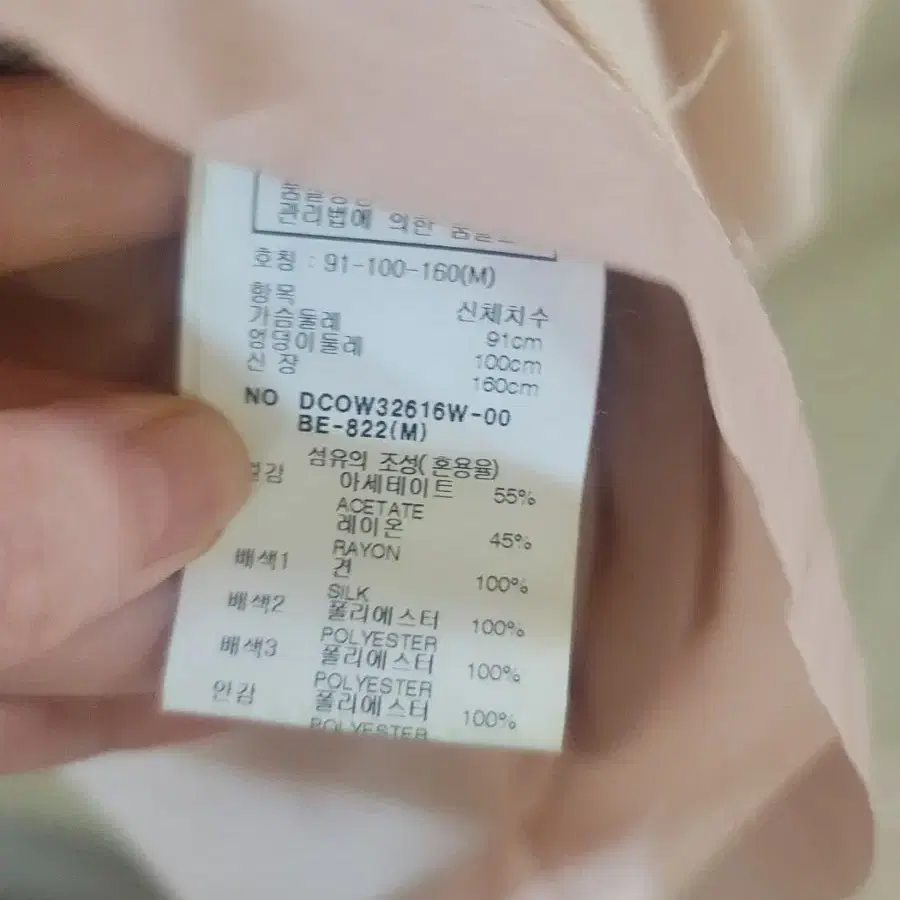 관리법에 의한
호칭 : 91-100-160(M)
항목 신체치수
가슴둘레 91cm
엉덩이둘레 100cm
신 장 160cm
NO DCOW32616W-00
BE-822(M)
섬유의 조성(혼용율)
겉감 아세테이트 55%
ACETATE
레이온 45%
RAYON
배색1 견 100%
SILK
배색2 폴리에스터 100%
POLYESTER
배색3 폴리에스터 100%
POLYESTER
안감 폴리에스터 100%
POLYESTER